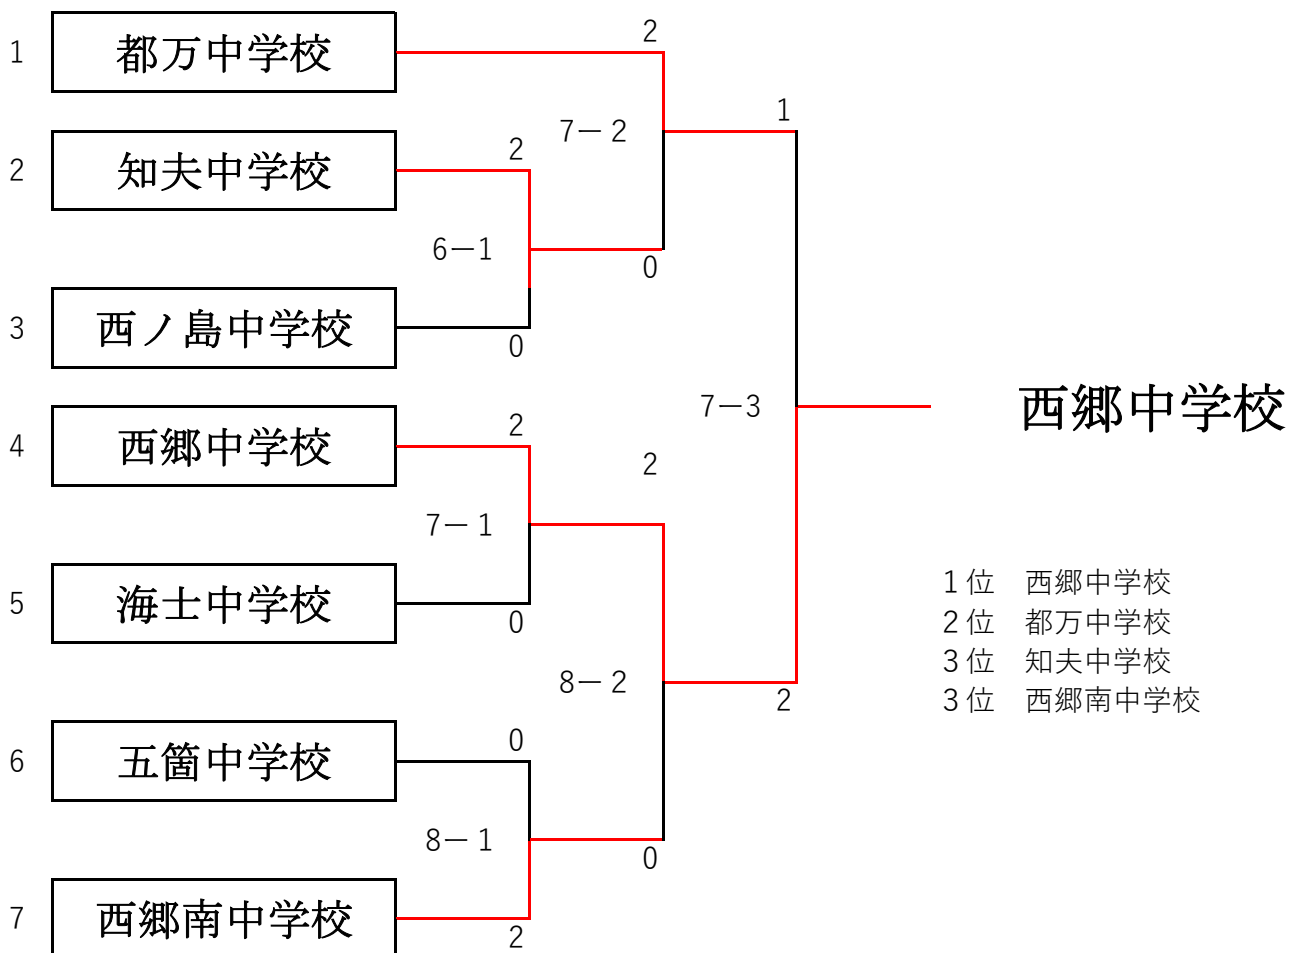 2
1 都万中学校
1
7－2
2
2 知夫中学校
6－1
0
3 西ノ島中学校
0
西郷中学校
7－3
2
4 西郷中学校
2
7－1
1位 西郷中学校
5 海士中学校
0
2位 都万中学校
3位 知夫中学校
8－2
3位 西郷南中学校
2
0
6 五箇中学校
8－1
0
7 西郷南中学校
2